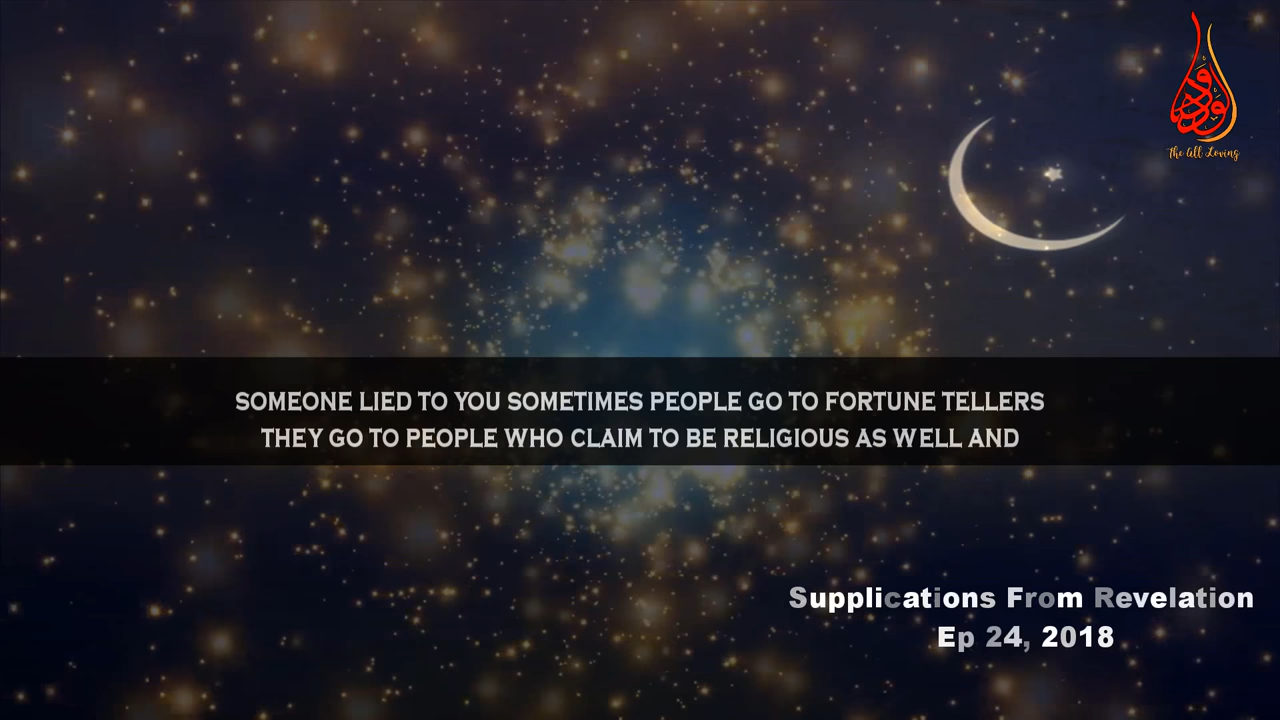 الودود
The All Loving
SOMEONE LIED TO YOU SOMETIMES PEOPLE GO TO FORTUNE TELLERS
THEY GO TO PEOPLE WHO CLAIM TO BE RELIGIOUS AS WELL AND
Supplications From Revelation
Ep 24, 2018